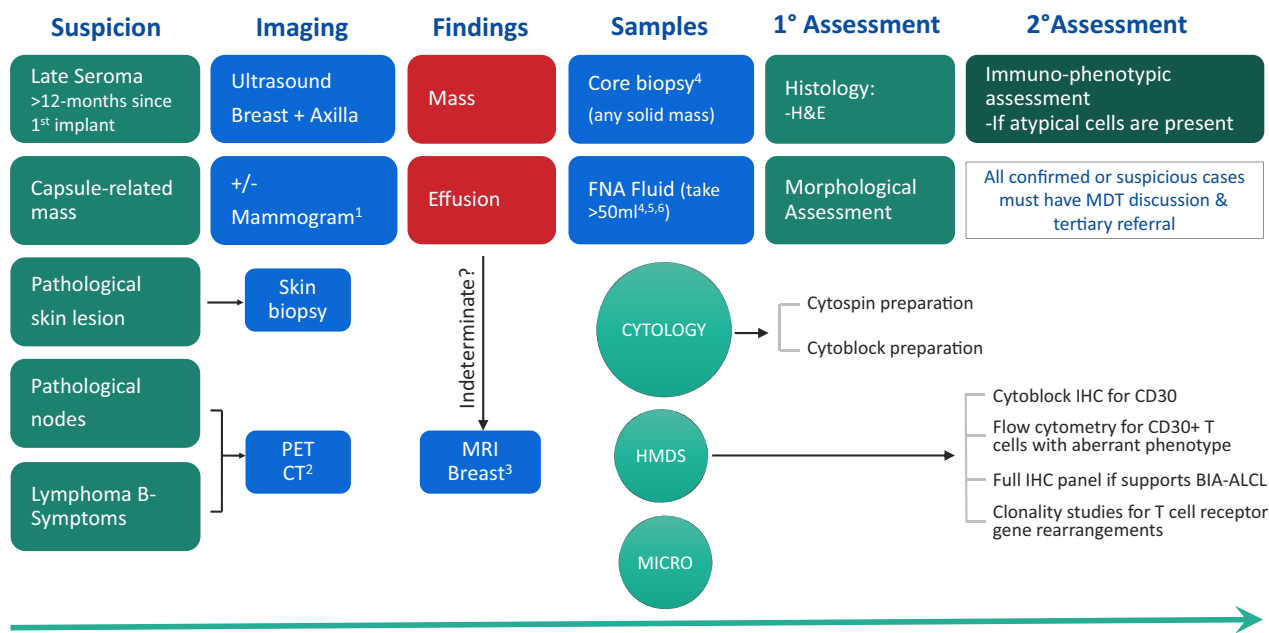 Suspicion
Imaging
Findings
Samples
1° Assessment
2°Assessment
Late Seroma
>12-months since
1st implant
Ultrasound
Breast + Axilla
Mass
Core biopsy4
(any solid mass)
Histology:
-H&E
Immuno-phenotypic
assessment
-If atypical cells are present
Capsule-related
mass
+/-
Mammogram1
Effusion
FNA Fluid (take
>50ml4,5,6)
Morphological
Assessment
All confirmed or suspicious cases
must have MDT discussion &
tertiary referral
Pathological
skin lesion
Skin
biopsy
Indeterminate?
CYTOLOGY
Cytospin preparation
Cytoblock preparation
Pathological
nodes
Lymphoma B-
Symptoms
PET
CT2
MRI
Breast3
HMDS
Cytoblock IHC for CD30
Flow cytometry for CD30+ T
cells with aberrant phenotype
Full IHC panel if supports BIA-ALCL
Clonality studies for T cell receptor
gene rearrangements
MICRO